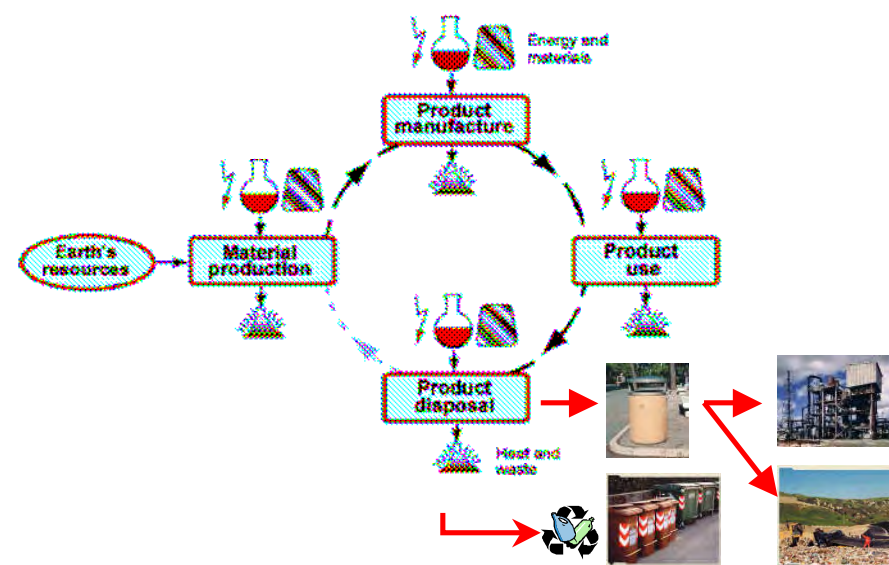 Energy and
materials
Product
manufacture
Earth's
resources
Material
production
Product
use
Product
disposal
Heat and
waste